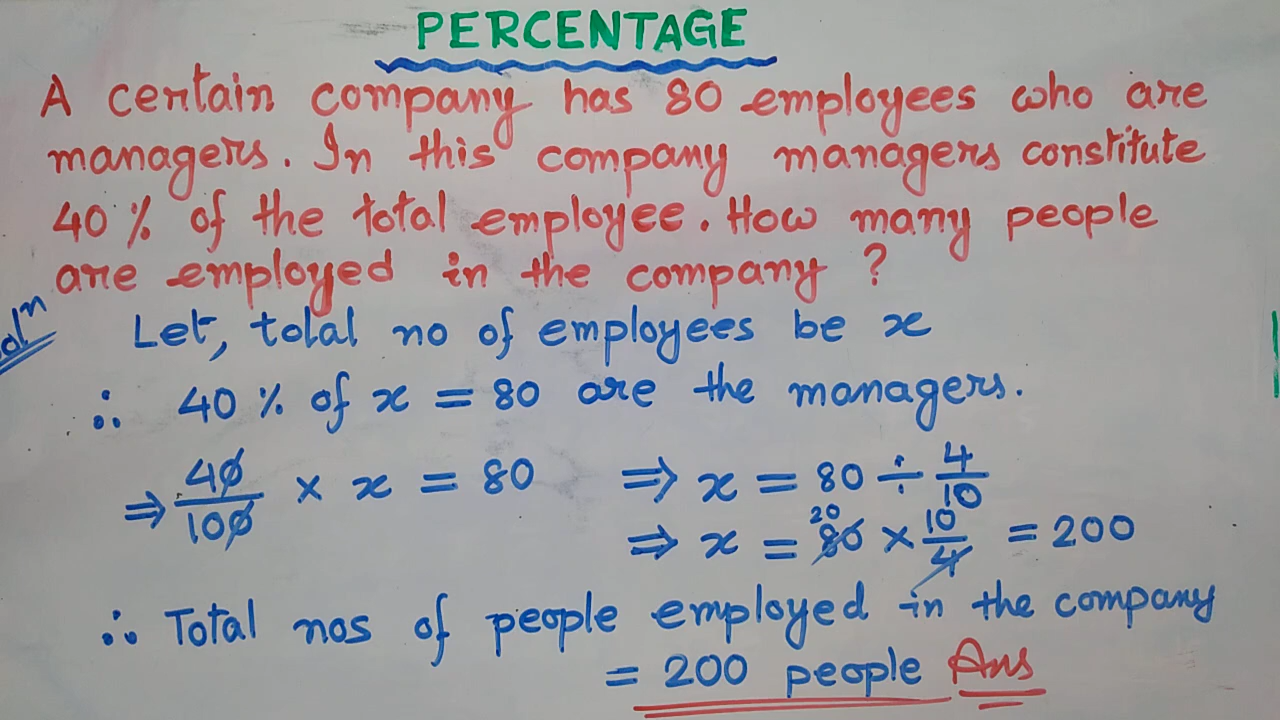 PERCENTAGE
A certain company has 80 employees who are
managers. In this company managers constitute
40% of the total employee. How many people
are employed in the company ?
Solⁿ
Let, total no of employees be x
∴ 40% of x = 80 are the managers.
⇒ 40/100 × x = 80 ⇒ x = 80 ÷ 4/10
⇒ x = 80 20 × 10/4 = 200
∴ Total nos of people employed in the company
= 200 people Ans